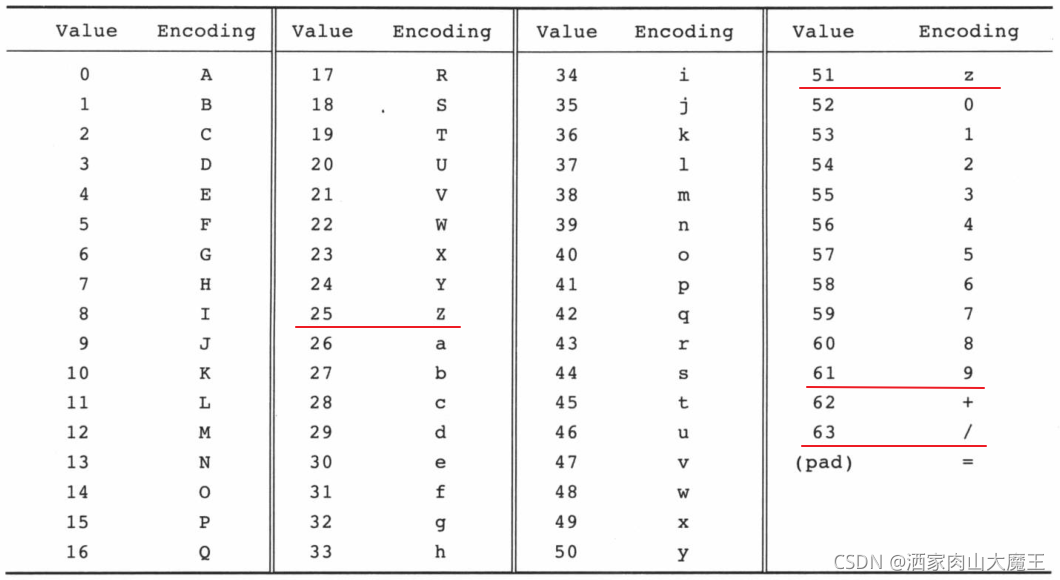 Value Encoding Value Encoding Value Encoding Value Encoding
0 A 17 R 34 i 51 z
1 B 18 S 35 j 52 0
2 C 19 T 36 k 53 1
3 D 20 U 37 l 54 2
4 E 21 V 38 m 55 3
5 F 22 W 39 n 56 4
6 G 23 X 40 o 57 5
7 H 24 Y 41 p 58 6
8 I 25 Z 42 q 59 7
9 J 26 a 43 r 60 8
10 K 27 b 44 s 61 9
11 L 28 c 45 t 62 +
12 M 29 d 46 u 63 /
13 N 30 e 47 v (pad) =
14 O 31 f 48 w
15 P 32 g 49 x
16 Q 33 h 50 y
CSDN @洒家肉山大魔王